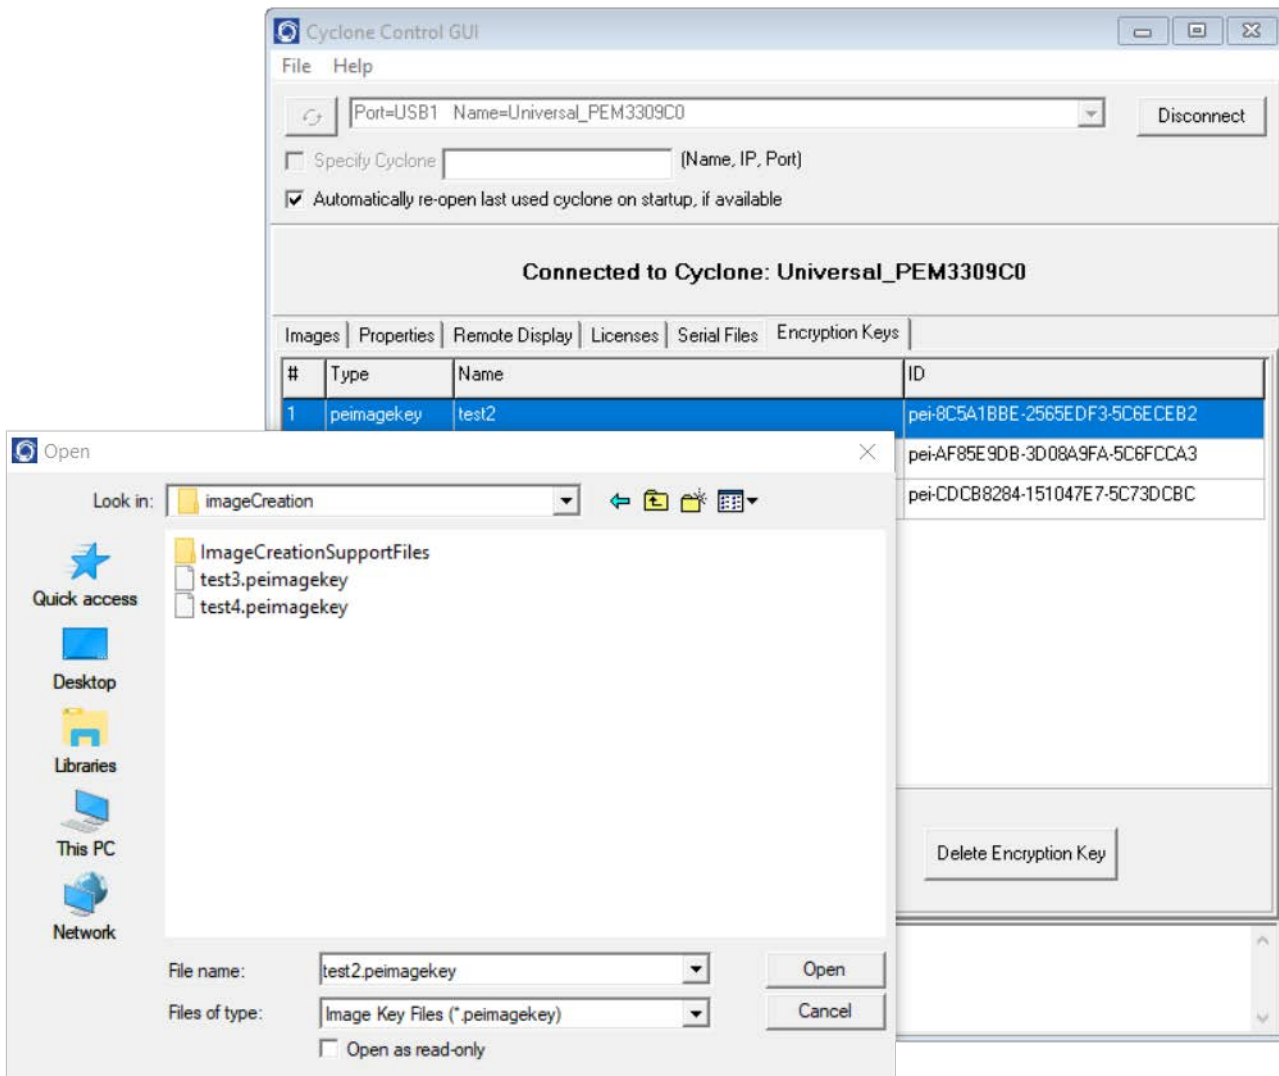 Cyclone Control GUI
File Help
Port=USB1 Name=Universal_PEM3309C0
Disconnect
Specify Cyclone (Name, IP, Port)
Automatically re-open last used cyclone on startup, if available
Connected to Cyclone: Universal_PEM3309C0
Images Properties Remote Display Licenses Serial Files Encryption Keys
# Type Name ID
1 peimagekey test2 pei-8C5A1BBE-2565EDF3-5C6ECEB2
pei-AF85E9DB-3D08A9FA-5C6FCCA3
pei-CDCB8284-151047E7-5C73DCBC
Delete Encryption Key
Open
Look in: imageCreation
ImageCreationSupportFiles
test3.peimagekey
test4.peimagekey
Quick access
Desktop
Libraries
This PC
Network
File name: test2.peimagekey Open
Files of type: Image Key Files (*.peimagekey) Cancel
Open as read-only